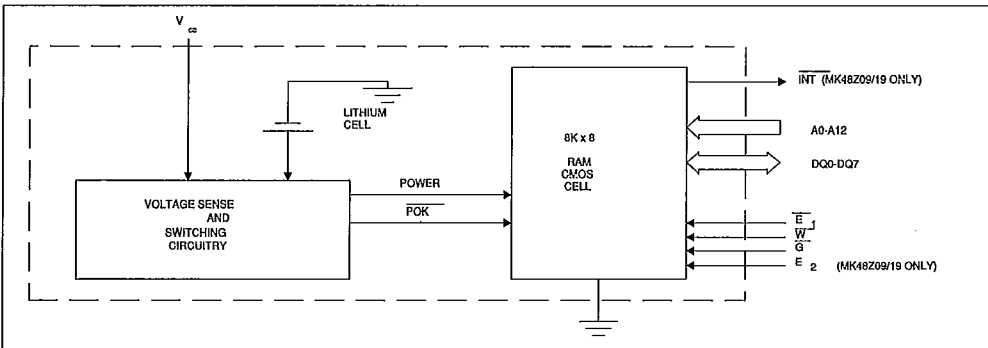 V
cc
LITHIUM
CELL
VOLTAGE SENSE
AND
SWITCHING
CIRCUITRY
POWER
POK
8K x 8
RAM
CMOS
CELL
INT (MK48Z09/19 ONLY)
A0-A12
DQ0-DQ7
E 1
W
G
E 2 (MK48Z09/19 ONLY)